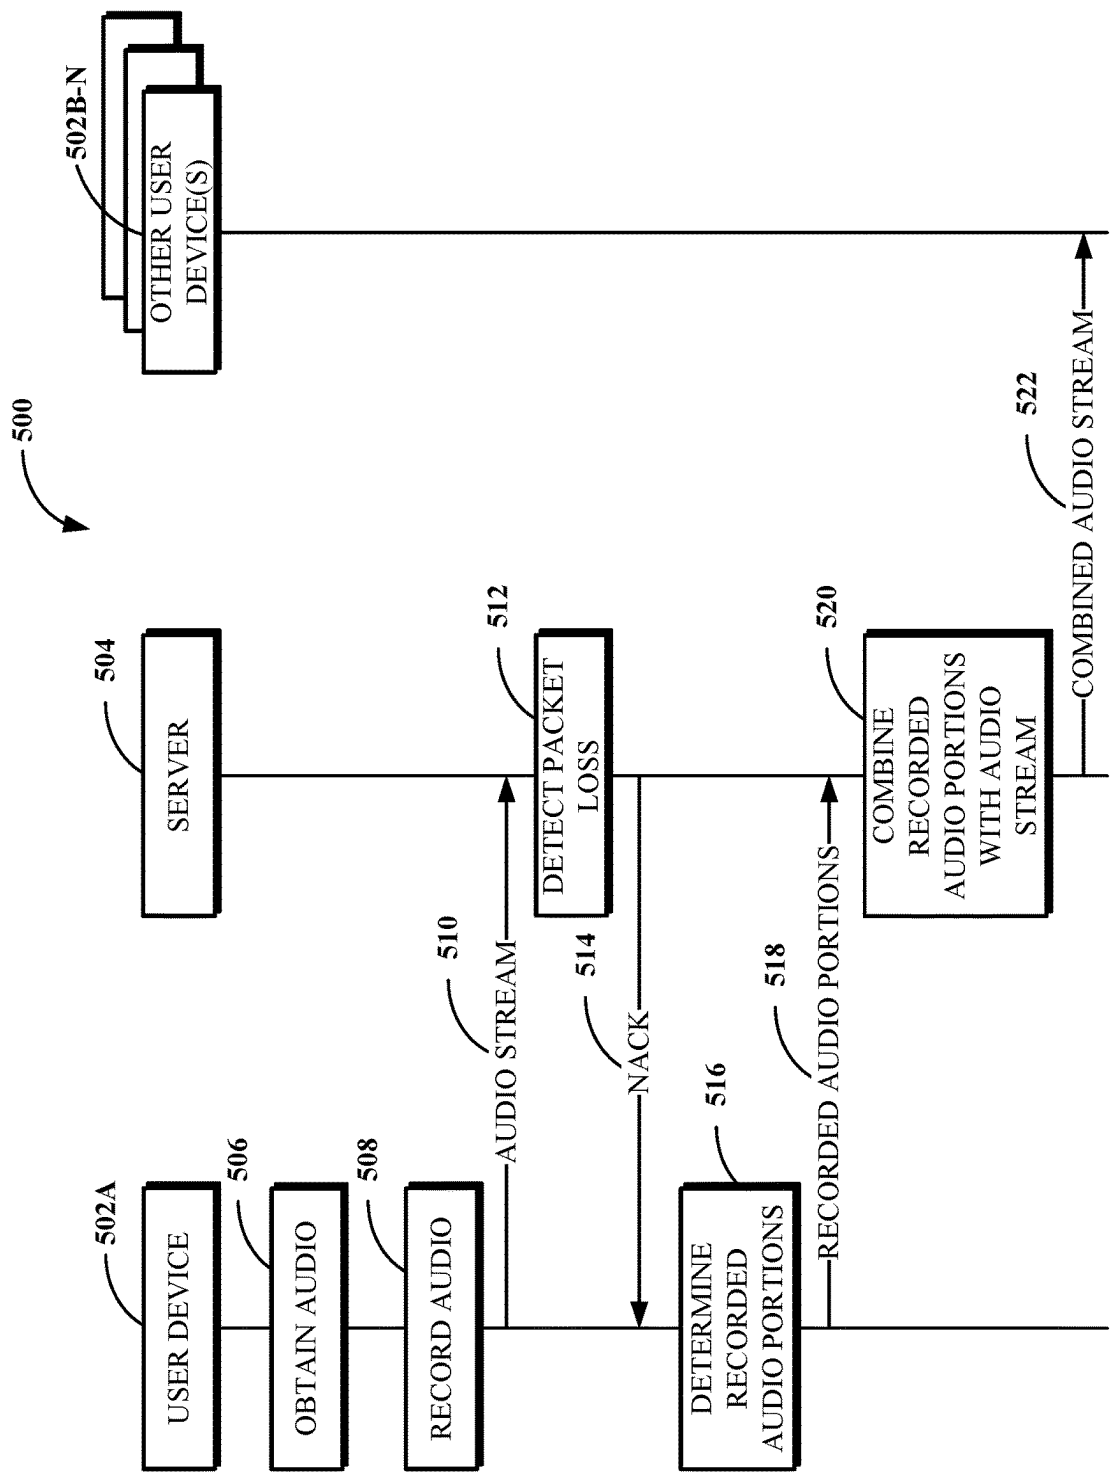 500
502A
USER DEVICE
504
SERVER
502B-N
OTHER USER
DEVICE(S)
506
OBTAIN AUDIO
508
RECORD AUDIO
510
AUDIO STREAM
512
DETECT PACKET
LOSS
514
NACK
516
DETERMINE
RECORDED
AUDIO PORTIONS
518
RECORDED AUDIO PORTIONS
520
COMBINE
RECORDED
AUDIO PORTIONS
WITH AUDIO
STREAM
522
COMBINED AUDIO STREAM